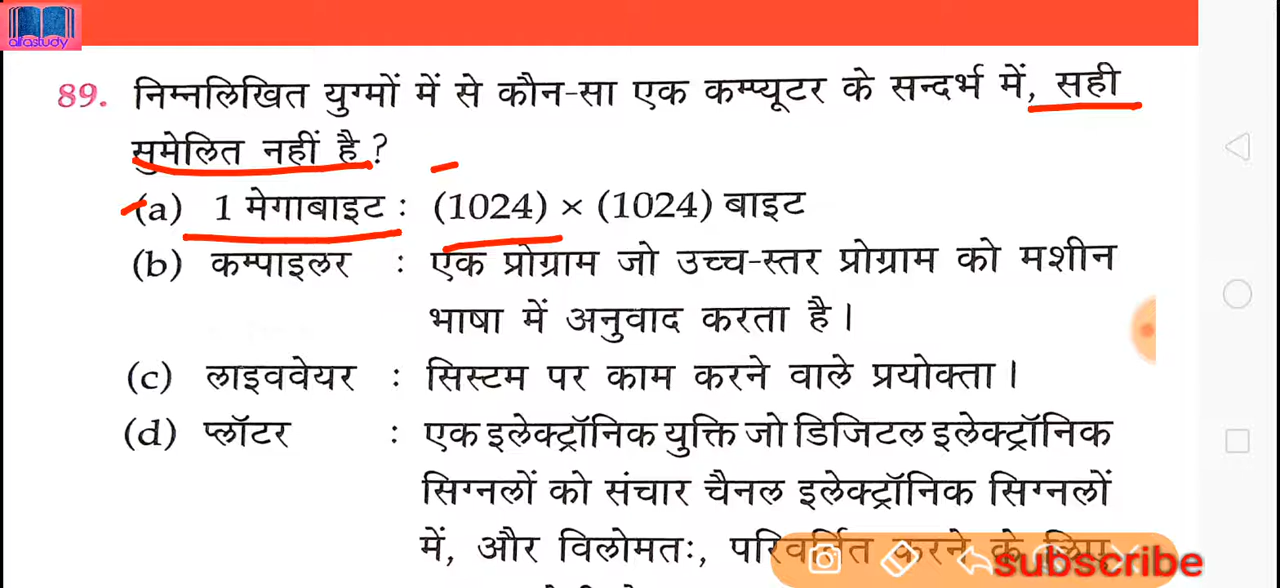 alfastudy
89. निम्नलिखित युग्मों में से कौन-सा एक कम्प्यूटर के सन्दर्भ में, सही
सुमेलित नहीं है ?
(a) 1 मेगाबाइट : (1024) × (1024) बाइट
(b) कम्पाइलर : एक प्रोग्राम जो उच्च-स्तर प्रोग्राम को मशीन
भाषा में अनुवाद करता है ।
(c) लाइववेयर : सिस्टम पर काम करने वाले प्रयोक्ता ।
(d) प्लॉटर : एक इलेक्ट्रॉनिक युक्ति जो डिजिटल इलेक्ट्रॉनिक
सिग्नलों को संचार चैनल इलेक्ट्रॉनिक सिग्नलों
में, और विलोमतः, परिवर्तित करने के लिए
subscribe